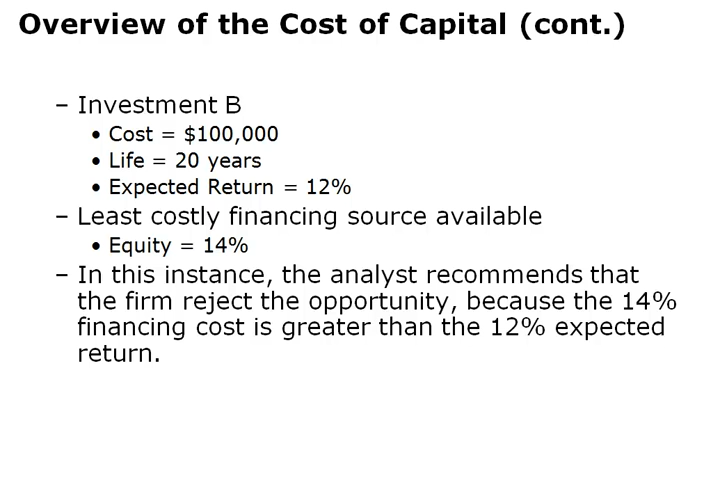 Overview of the Cost of Capital (cont.)
– Investment B
• Cost = $100,000
• Life = 20 years
• Expected Return = 12%
– Least costly financing source available
• Equity = 14%
– In this instance, the analyst recommends that
the firm reject the opportunity, because the 14%
financing cost is greater than the 12% expected
return.